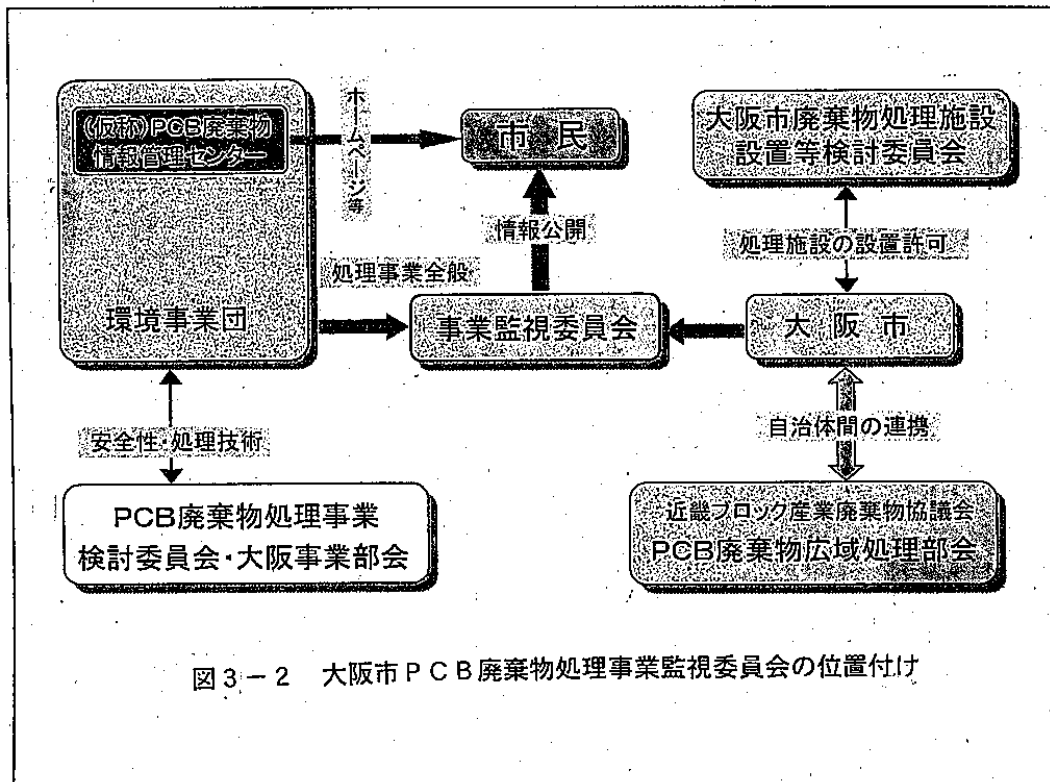 (仮称)PCB廃棄物
情報管理センター
環境事業団
ホームページ等
市民
大阪市廃棄物処理施設
設置等検討委員会
情報公開
処理施設の設置許可
処理事業全般
事業監視委員会
大阪市
安全性・処理技術
自治体間の連携
PCB廃棄物処理事業
検討委員会・大阪事業部会
近畿ブロック産業廃棄物協議会
PCB廃棄物広域処理部会
図3-2 大阪市PCB廃棄物処理事業監視委員会の位置付け